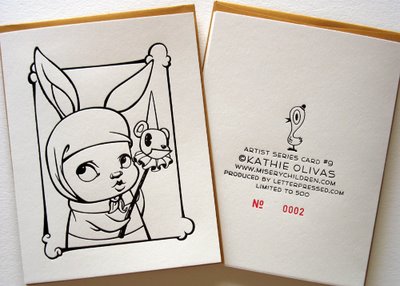 ARTIST SERIES CARD #9
©KATHIE OLIVAS
WWW.MISERYCHILDREN.COM
PRODUCED BY LETTERPRESSED.COM
LIMITED TO 500
No 0002